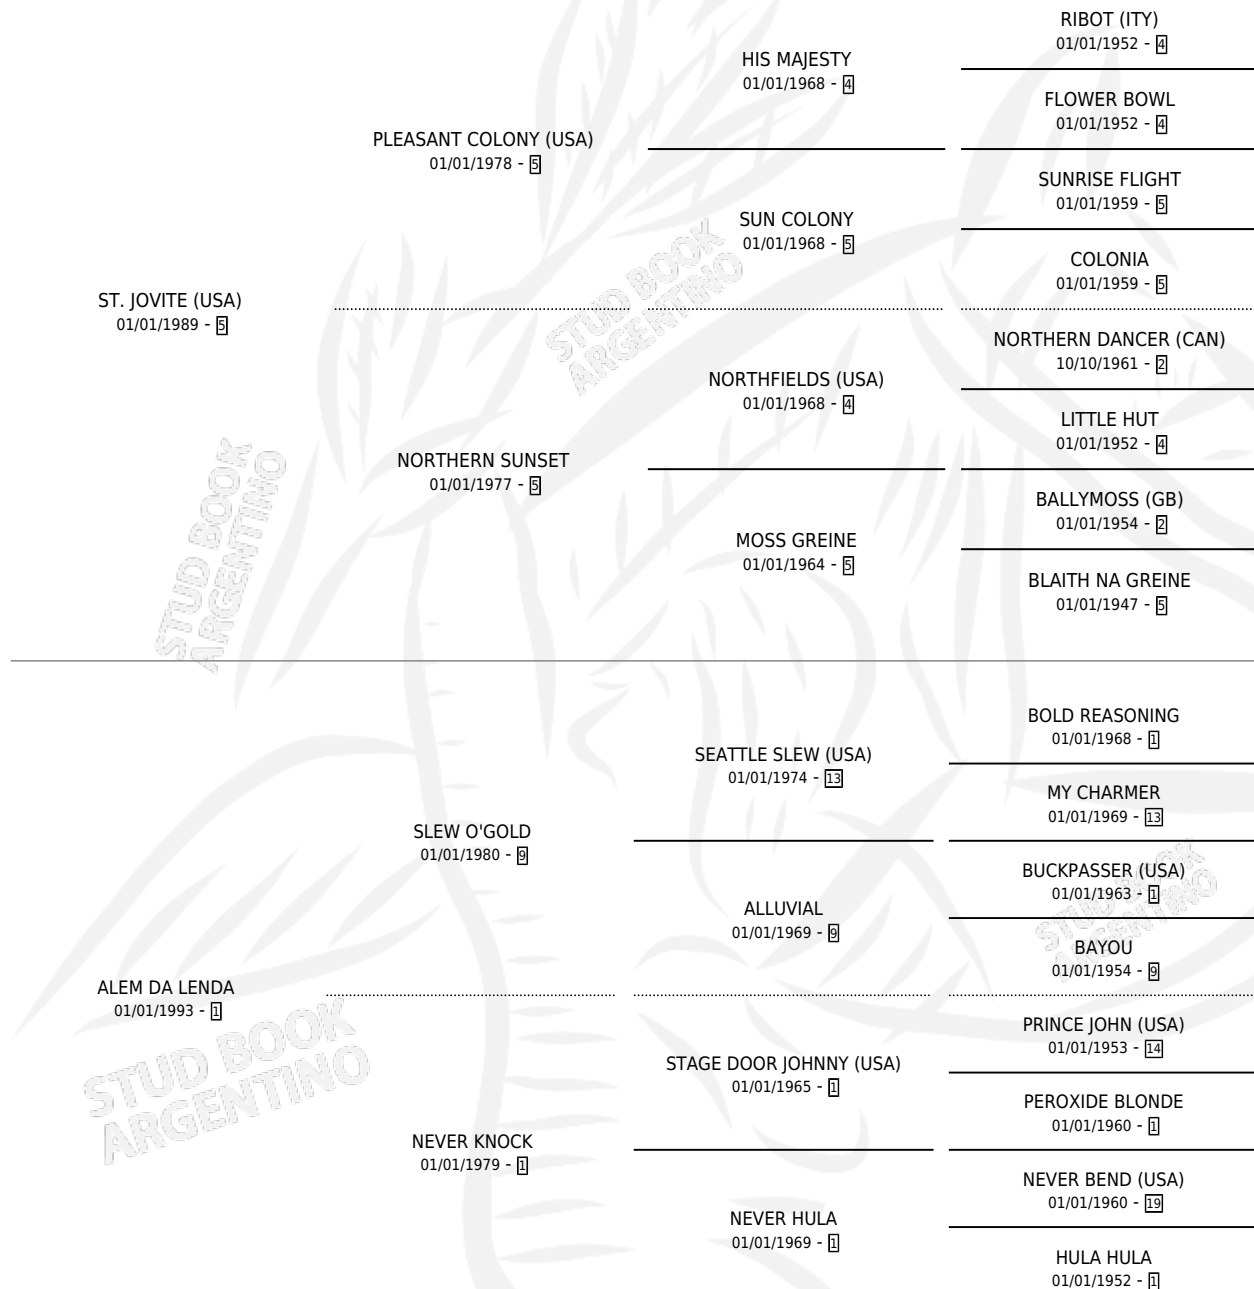 RIBOT (ITY)
01/01/1952 - 4
HIS MAJESTY
01/01/1968 - 4
FLOWER BOWL
01/01/1952 - 4
PLEASANT COLONY (USA)
01/01/1978 - 5
SUNRISE FLIGHT
01/01/1959 - 5
SUN COLONY
01/01/1968 - 5
COLONIA
01/01/1959 - 5
ST. JOVITE (USA)
01/01/1989 - 5
NORTHERN DANCER (CAN)
10/10/1961 - 2
NORTHFIELDS (USA)
01/01/1968 - 4
LITTLE HUT
01/01/1952 - 4
NORTHERN SUNSET
01/01/1977 - 5
BALLYMOSS (GB)
01/01/1954 - 2
MOSS GREINE
01/01/1964 - 5
BLAITH NA GREINE
01/01/1947 - 5
BOLD REASONING
01/01/1968 - 1
SEATTLE SLEW (USA)
01/01/1974 - 13
MY CHARMER
01/01/1969 - 13
SLEW O'GOLD
01/01/1980 - 9
BUCKPASSER (USA)
01/01/1963 - 1
ALLUVIAL
01/01/1969 - 9
BAYOU
01/01/1954 - 9
ALEM DA LENDA
01/01/1993 - 1
PRINCE JOHN (USA)
01/01/1953 - 14
STAGE DOOR JOHNNY (USA)
01/01/1965 - 1
PEROXIDE BLONDE
01/01/1960 - 1
NEVER KNOCK
01/01/1979 - 1
NEVER BEND (USA)
01/01/1960 - 19
NEVER HULA
01/01/1969 - 1
HULA HULA
01/01/1952 - 1
STUD BOOK
ARGENTINO
STUD BOOK
ARGENTINO
STUD BOOK
ARGENTINO
STUD BOOK
ARGENTINO